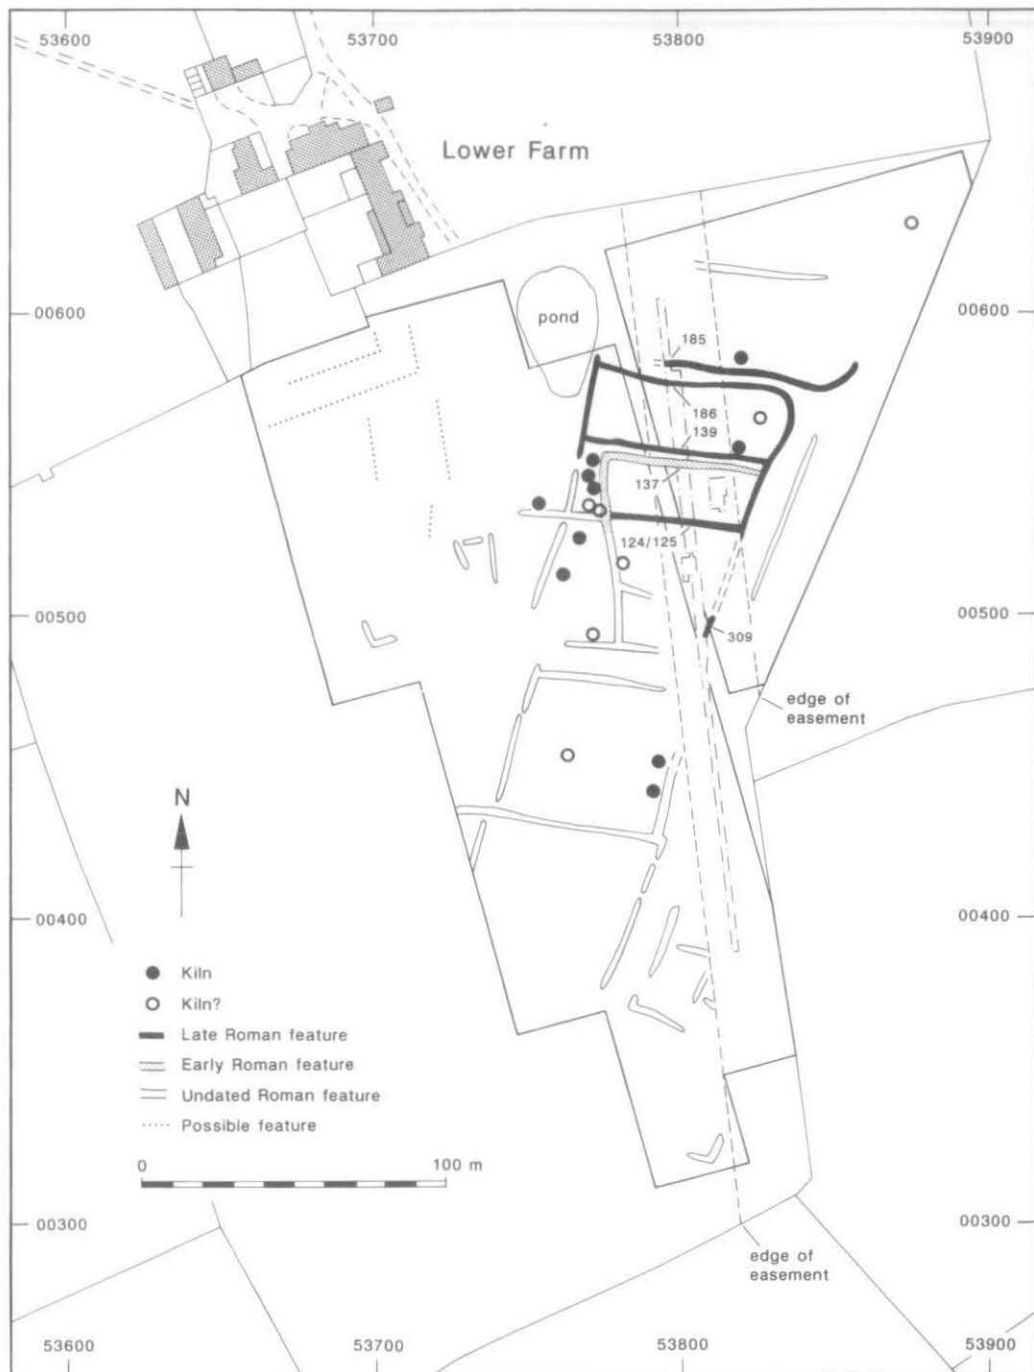 53600 53700 53800 53900
Lower Farm
00600 00600
pond
185
186
139
137
124/125
00500 00500
309
edge of
easement
N
00400 00400
Kiln
Kiln?
Late Roman feature
Early Roman feature
Undated Roman feature
Possible feature
0 100 m
00300 00300
edge of
easement
53600 53700 53800 53900